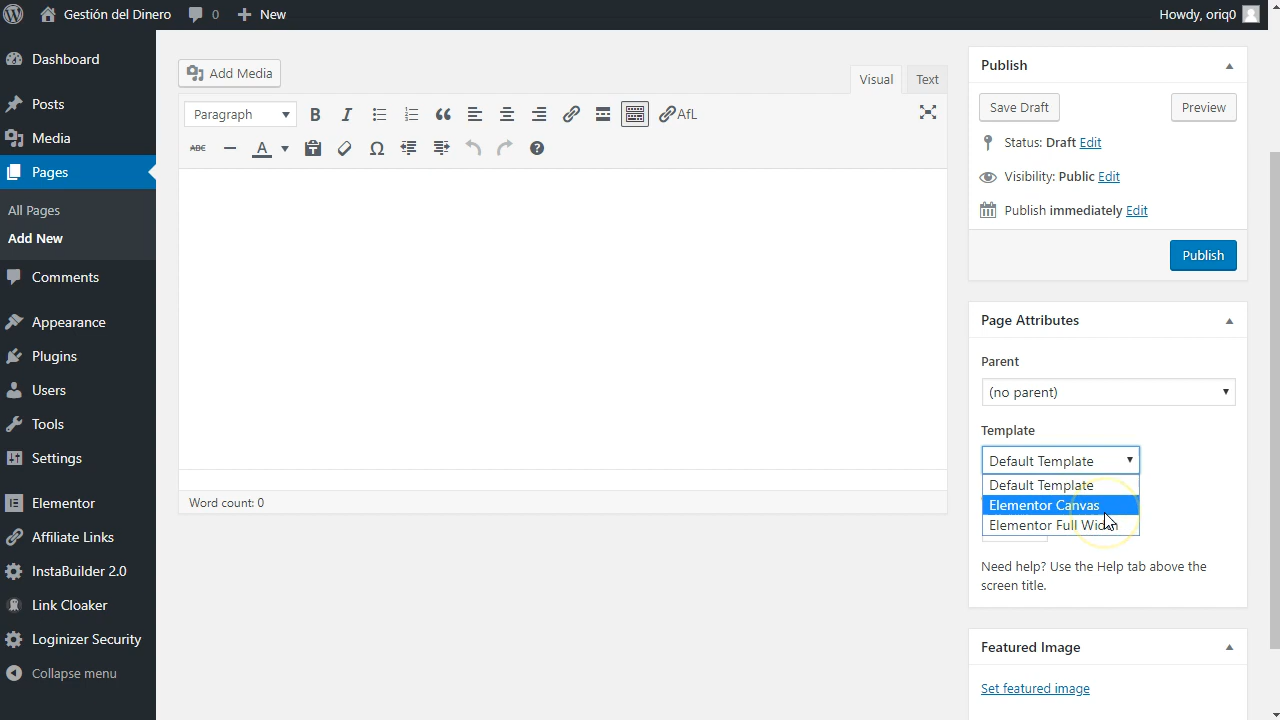 Gestión del Dinero
0
New
Howdy, oriq0
Dashboard
Posts
Media
Pages
All Pages
Add New
Comments
Appearance
Plugins
Users
Tools
Settings
Elementor
Affiliate Links
InstaBuilder 2.0
Link Cloaker
Loginizer Security
Collapse menu
Add Media
Visual
Text
Paragraph
B
I
AfL
ABC
A
Ω
Word count: 0
Publish
Save Draft
Preview
Status: Draft Edit
Visibility: Public Edit
Publish immediately Edit
Publish
Page Attributes
Parent
(no parent)
Template
Default Template
Default Template
Elementor Canvas
Elementor Full Width
Need help? Use the Help tab above the
screen title.
Featured Image
Set featured image